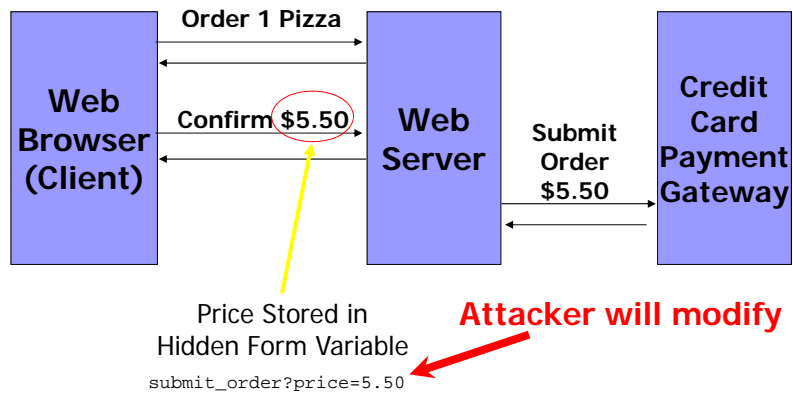 Order 1 Pizza
Web
Browser
(Client)
Confirm $5.50
Web
Server
Submit
Order
$5.50
Credit
Card
Payment
Gateway
Price Stored in
Hidden Form Variable
submit_order?price=5.50
Attacker will modify